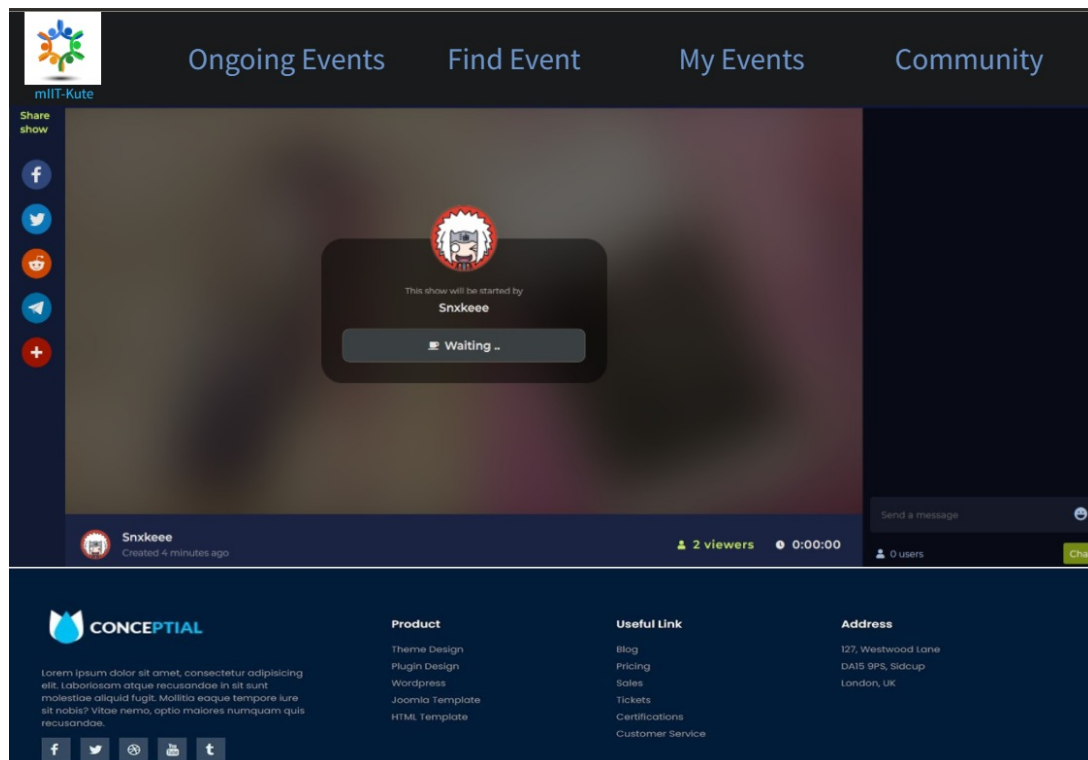 mIIT-Kute
Ongoing Events
Find Event
My Events
Community
Share
show
This show will be started by
Snxkeee
Waiting ..
Snxkeee
Created 4 minutes ago
2 viewers
0:00:00
Send a message
0 users
Cha
CONCEPTIAL
Lorem ipsum dolor sit amet, consectetur adipisicing
elit. Laboriosam atque recusandae in sit sunt
molestiae aliquid fugit. Mollitia eaque tempore iure
sit nobis? Vitae nemo, optio maiores numquam quis
recusandae.
Product
Theme Design
Plugin Design
Wordpress
Joomla Template
HTML Template
Useful Link
Blog
Pricing
Sales
Tickets
Certifications
Customer Service
Address
127, Westwood Lane
DA15 9PS, Sidcup
London, UK